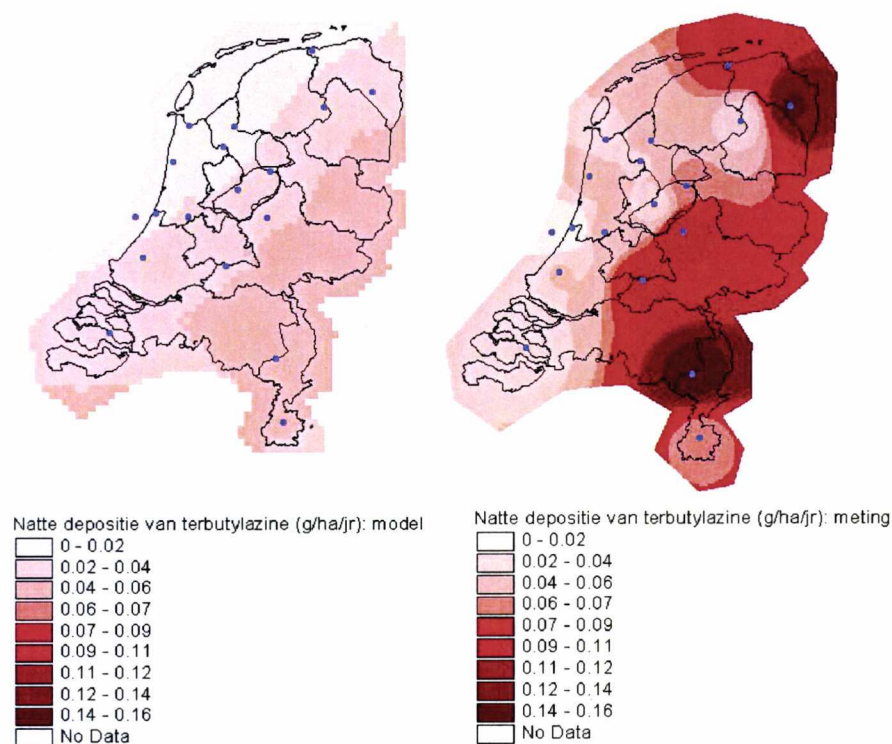 Natte depositie van terbutylazine (g/ha/jr): model
0 - 0.02
0.02 - 0.04
0.04 - 0.06
0.06 - 0.07
0.07 - 0.09
0.09 - 0.11
0.11 - 0.12
0.12 - 0.14
0.14 - 0.16
No Data
Natte depositie van terbutylazine (g/ha/jr): meting
0 - 0.02
0.02 - 0.04
0.04 - 0.06
0.06 - 0.07
0.07 - 0.09
0.09 - 0.11
0.11 - 0.12
0.12 - 0.14
0.14 - 0.16
No Data